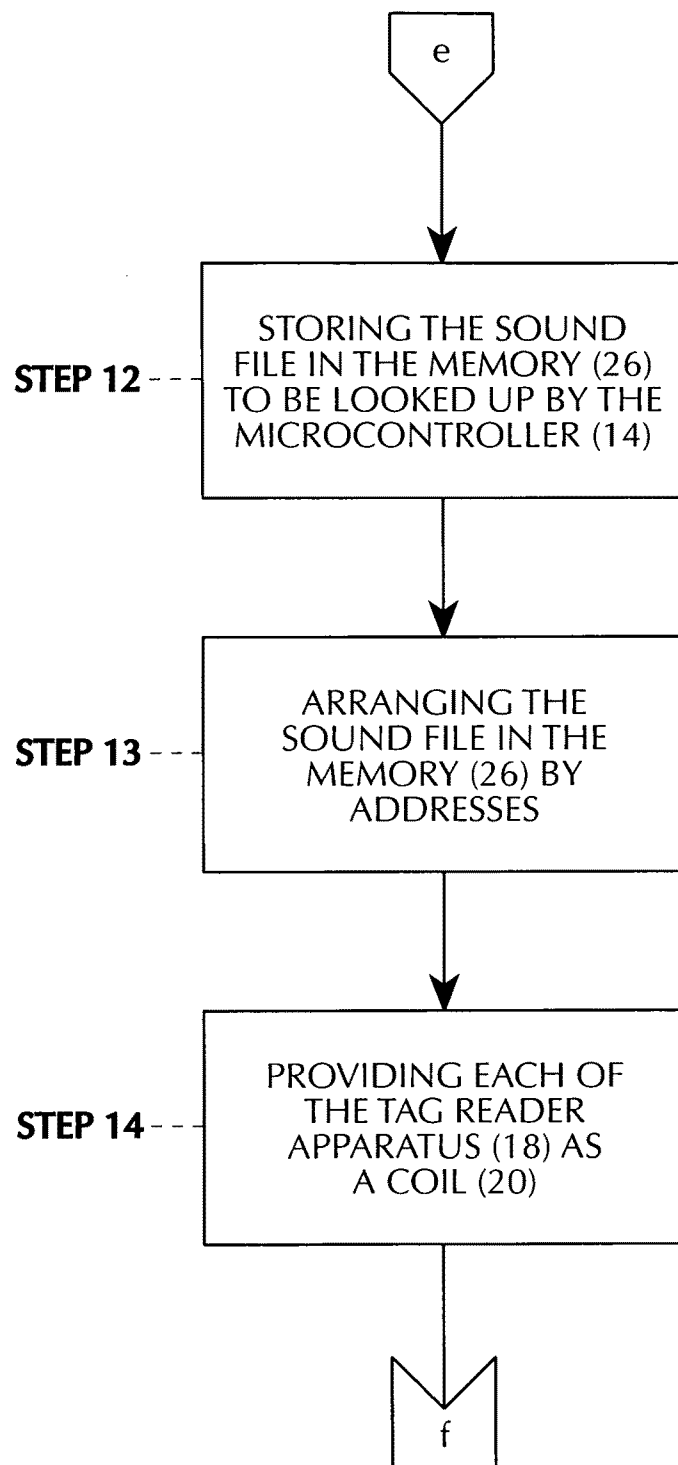 e
STORING THE SOUND
FILE IN THE MEMORY (26)
TO BE LOOKED UP BY THE
MICROCONTROLLER (14)
STEP 12
ARRANGING THE
SOUND FILE IN THE
MEMORY (26) BY
ADDRESSES
STEP 13
PROVIDING EACH OF
THE TAG READER
APPARATUS (18) AS
A COIL (20)
STEP 14
f